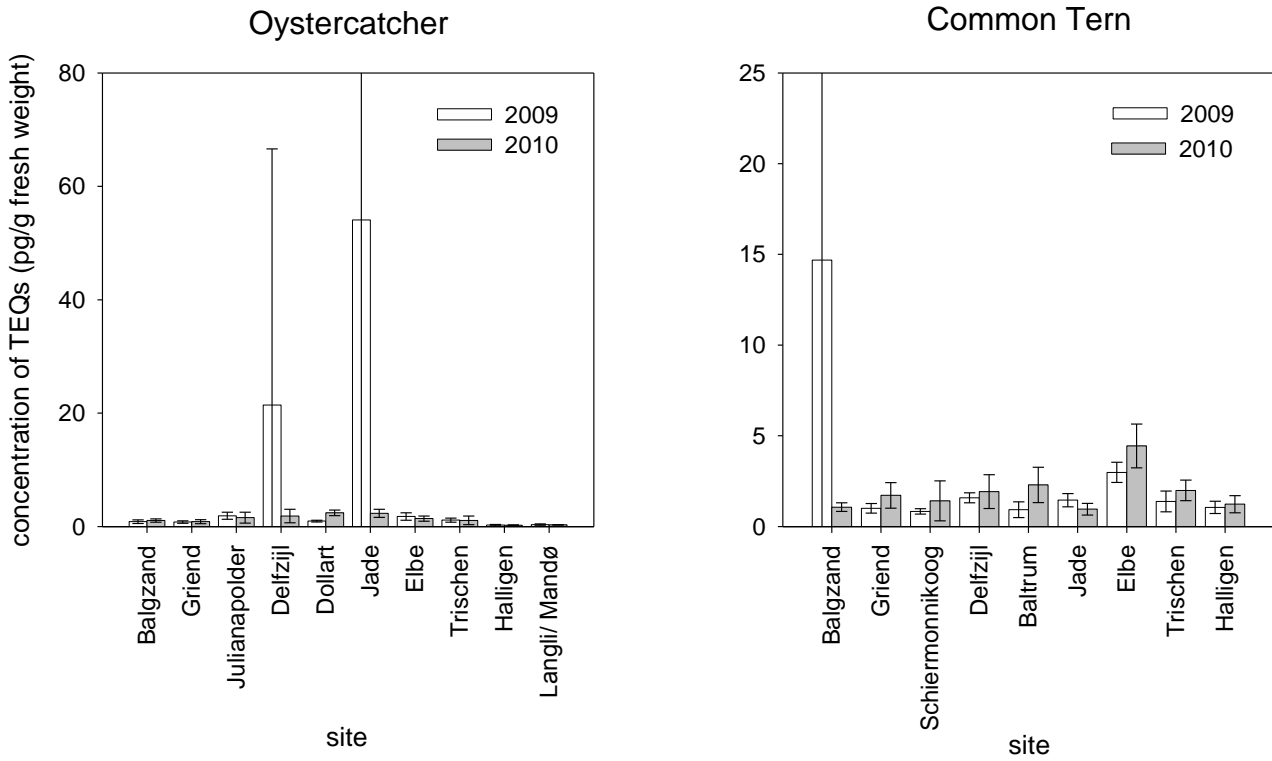 Oystercatcher
concentration of TEQs (pg/g fresh weight)
80
60
40
20
0
2009
2010
Balgzand
Griend
Julianapolder
Delfzijl
Dollart
Jade
Elbe
Trischen
Halligen
Langli/ Mandø
site
Common Tern
25
20
15
10
5
0
2009
2010
Balgzand
Griend
Schiermonnikoog
Delfzijl
Baltrum
Jade
Elbe
Trischen
Halligen
site